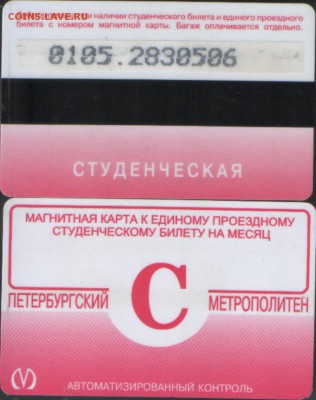 COINS.LAVE.RU
при наличии студенческого билета и единого проездного
билета с номером магнитной карты. Багаж оплачивается отдельно.
0105.2830506
СТУДЕНЧЕСКАЯ
МАГНИТНАЯ КАРТА К ЕДИНОМУ ПРОЕЗДНОМУ
СТУДЕНЧЕСКОМУ БИЛЕТУ НА МЕСЯЦ
С
ПЕТЕРБУРГСКИЙ МЕТРОПОЛИТЕН
АВТОМАТИЗИРОВАННЫЙ КОНТРОЛЬ